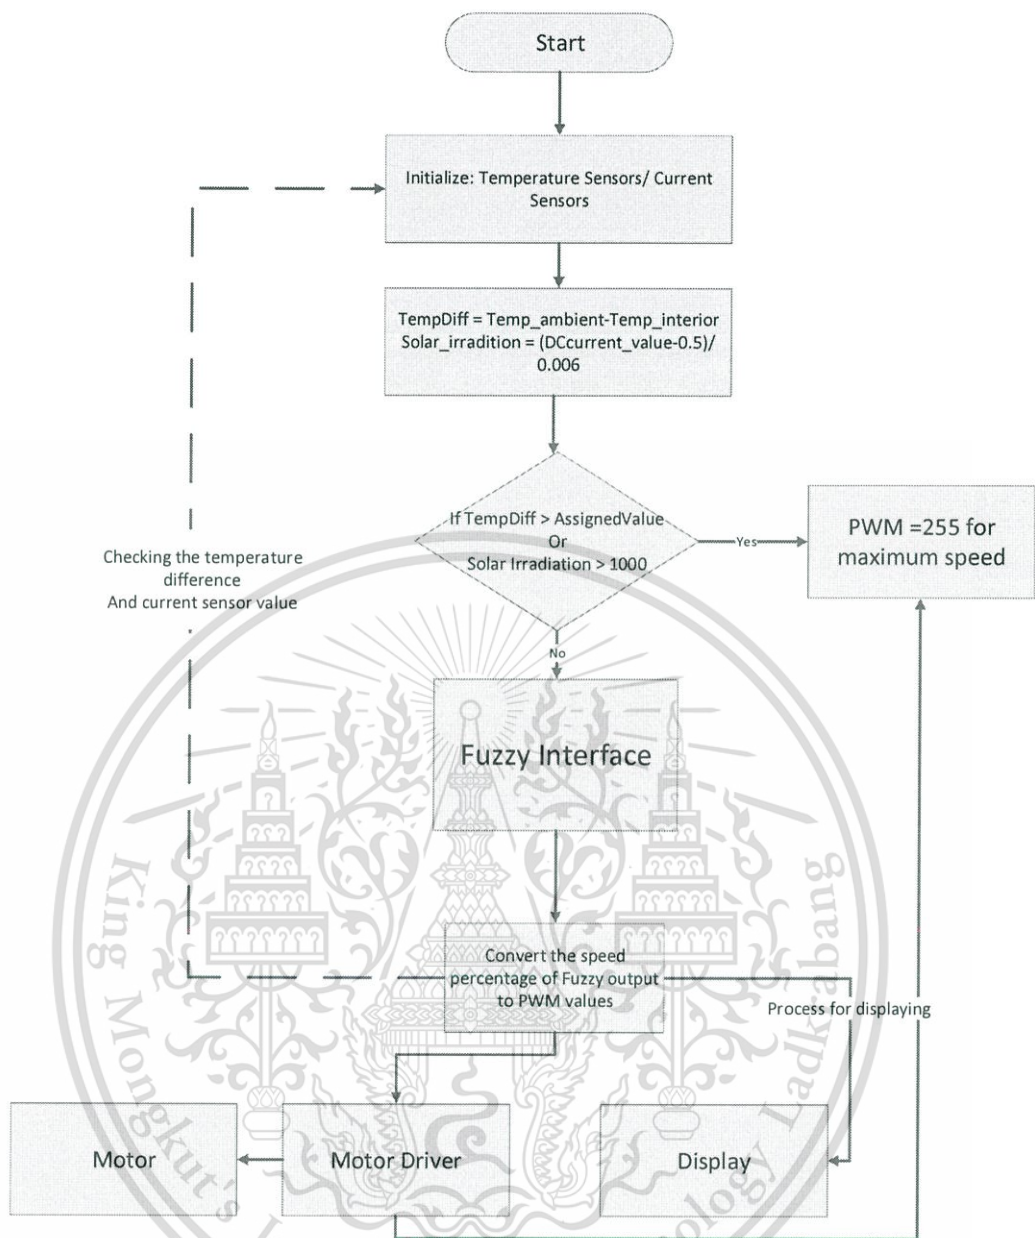 Start
Initialize: Temperature Sensors/ Current
Sensors
TempDiff = Temp_ambient-Temp_interior
Solar_irradition = (DCcurrent_value-0.5)/
0.006
If TempDiff > AssignedValue
Or
Solar Irradiation > 1000
Yes
PWM =255 for
maximum speed
Checking the temperature
difference
And current sensor value
No
Fuzzy Interface
Convert the speed
percentage of Fuzzy output
to PWM values
Process for displaying
Motor
Motor Driver
Display
King Mongkut's I
nology Ladkrabang